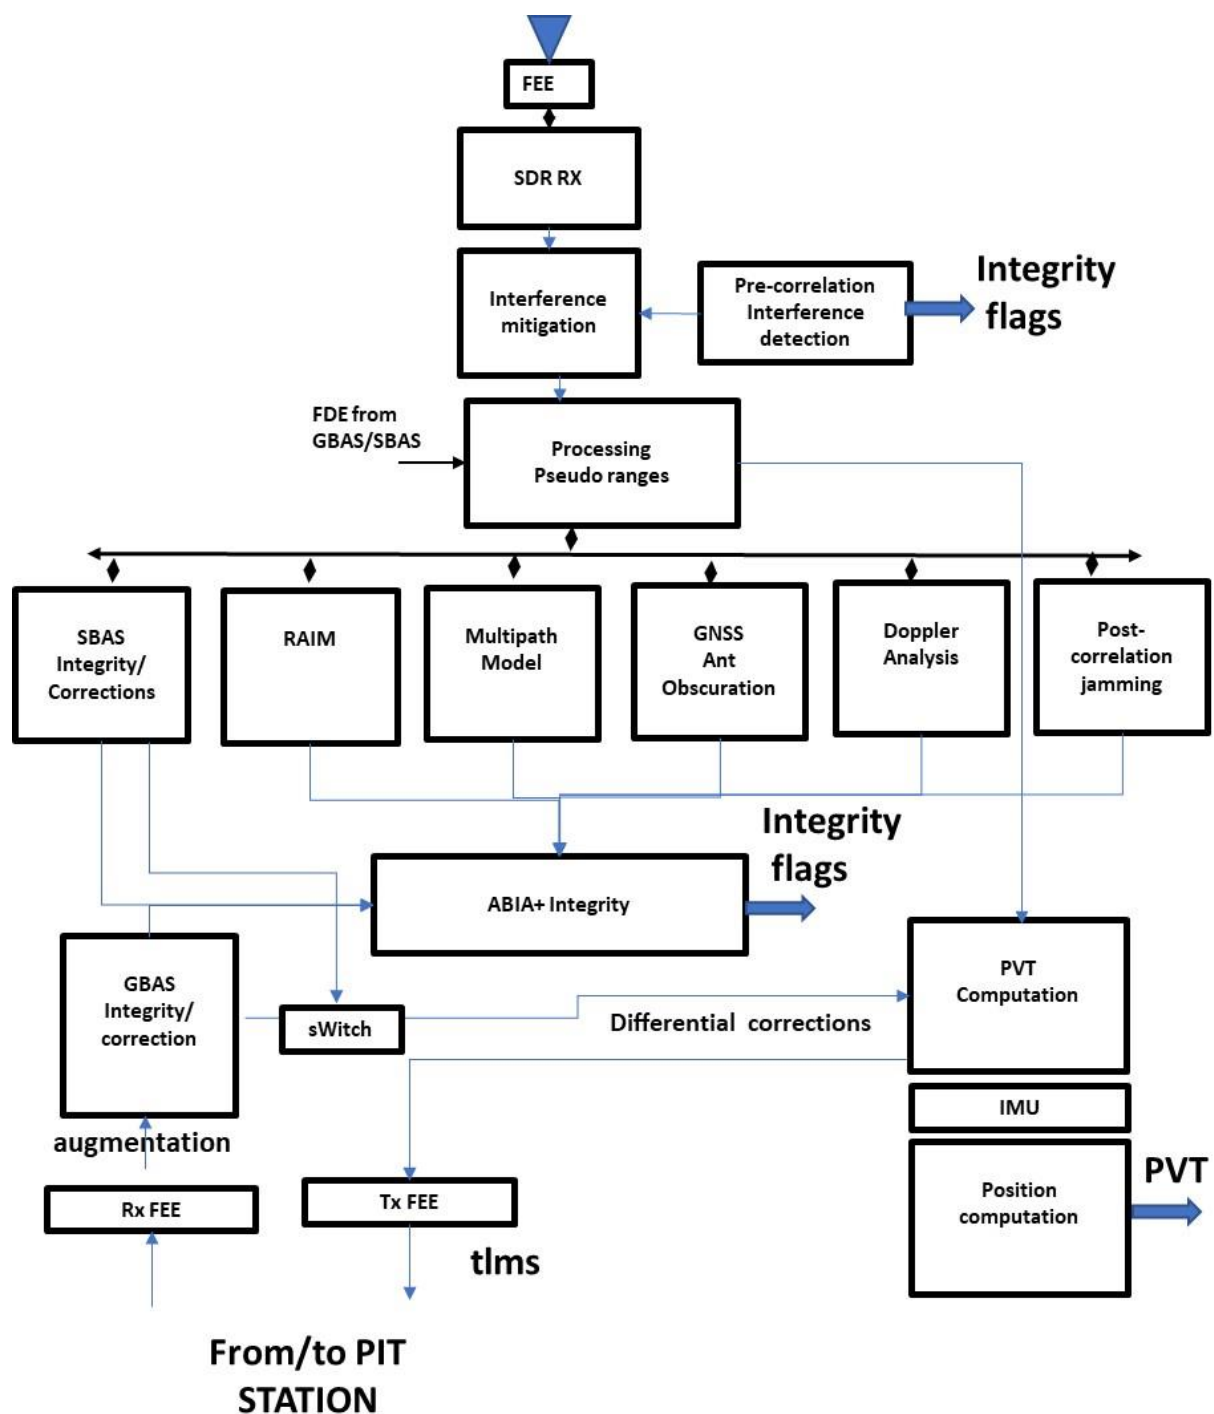 FEE
SDR RX
Interference
mitigation
Pre-correlation
Interference
detection
Integrity
flags
FDE from
GBAS/SBAS
Processing
Pseudo ranges
SBAS
Integrity/
Corrections
RAIM
Multipath
Model
GNSS
Ant
Obscuration
Doppler
Analysis
Post-
correlation
jamming
Integrity
flags
ABIA+ Integrity
GBAS
Integrity/
correction
sWitch
Differential corrections
PVT
Computation
IMU
augmentation
Rx FEE
Tx FEE
Position
computation
PVT
tlms
From/to PIT
STATION